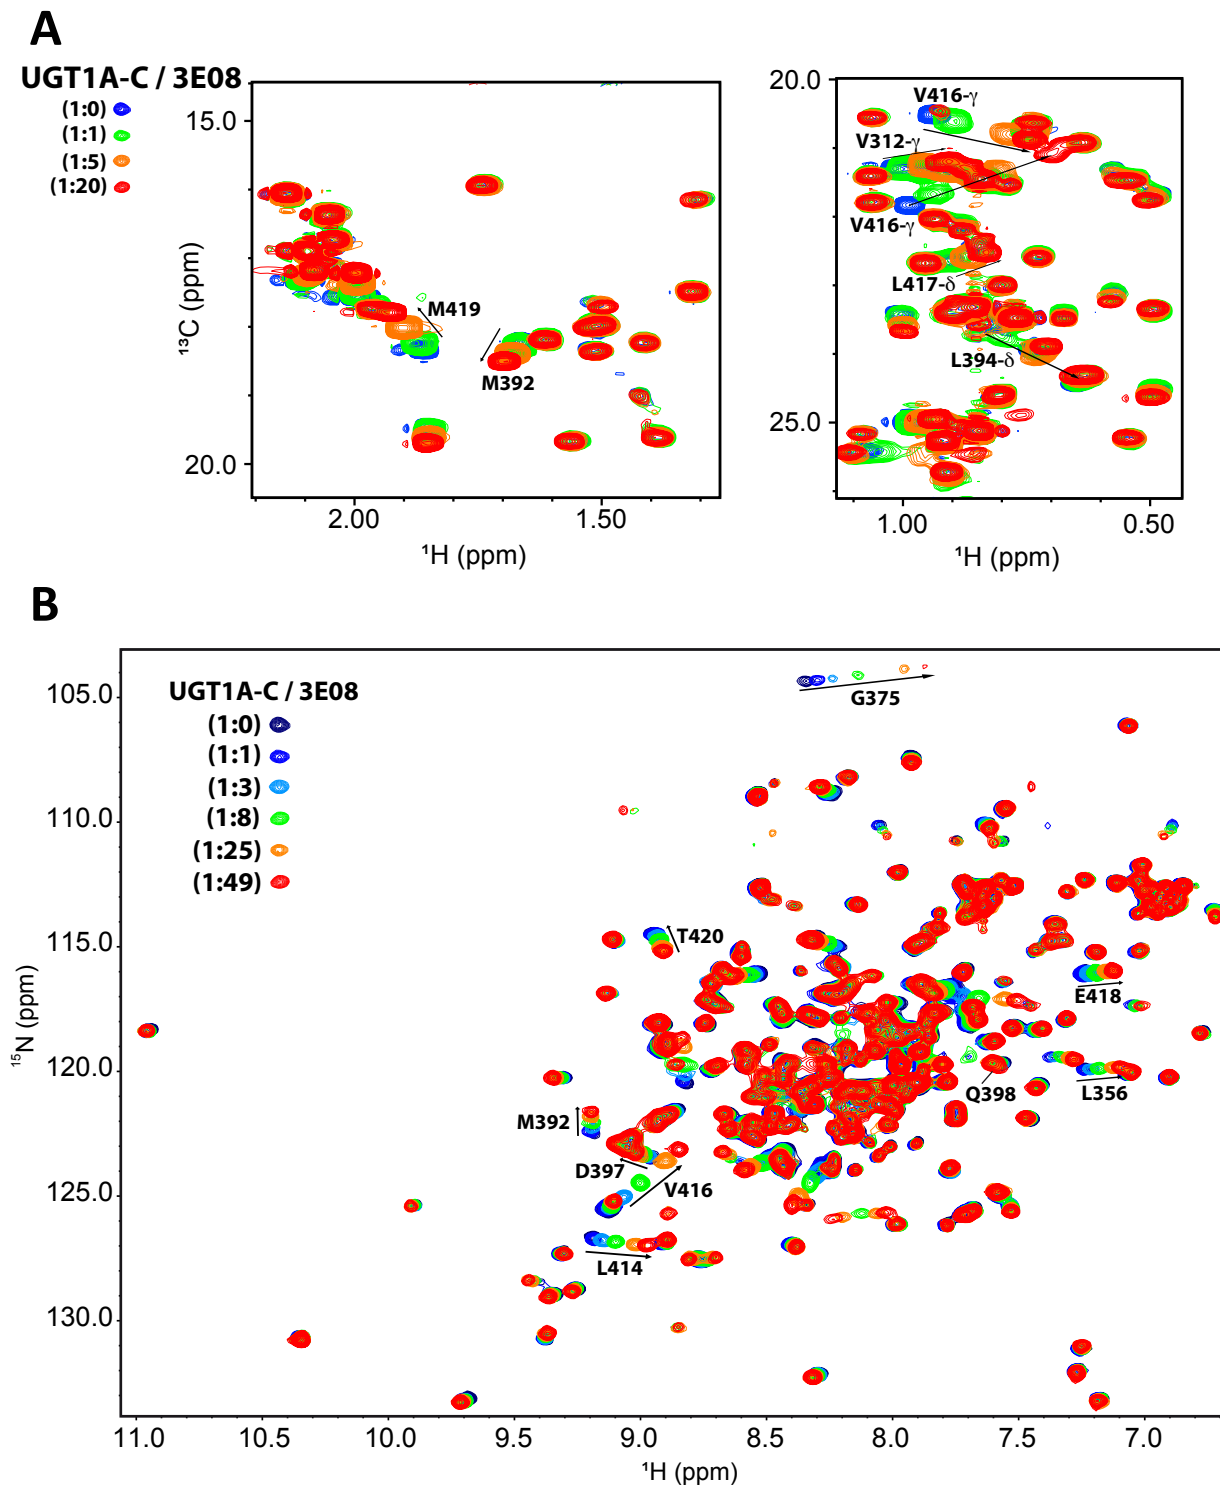 A
UGT1A-C / 3E08
(1:0)
(1:1)
(1:5)
(1:20)
15.0
20.0
¹³C (ppm)
M419
M392
2.00
1.50
¹H (ppm)
20.0
25.0
V416-γ
V312-γ
V416-γ
L417-δ
L394-δ
1.00
0.50
¹H (ppm)
B
UGT1A-C / 3E08
(1:0)
(1:1)
(1:3)
(1:8)
(1:25)
(1:49)
105.0
110.0
115.0
120.0
125.0
130.0
¹⁵N (ppm)
G375
T420
E418
Q398
L356
M392
D397
V416
L414
11.0
10.5
10.0
9.5
9.0
8.5
8.0
7.5
7.0
¹H (ppm)